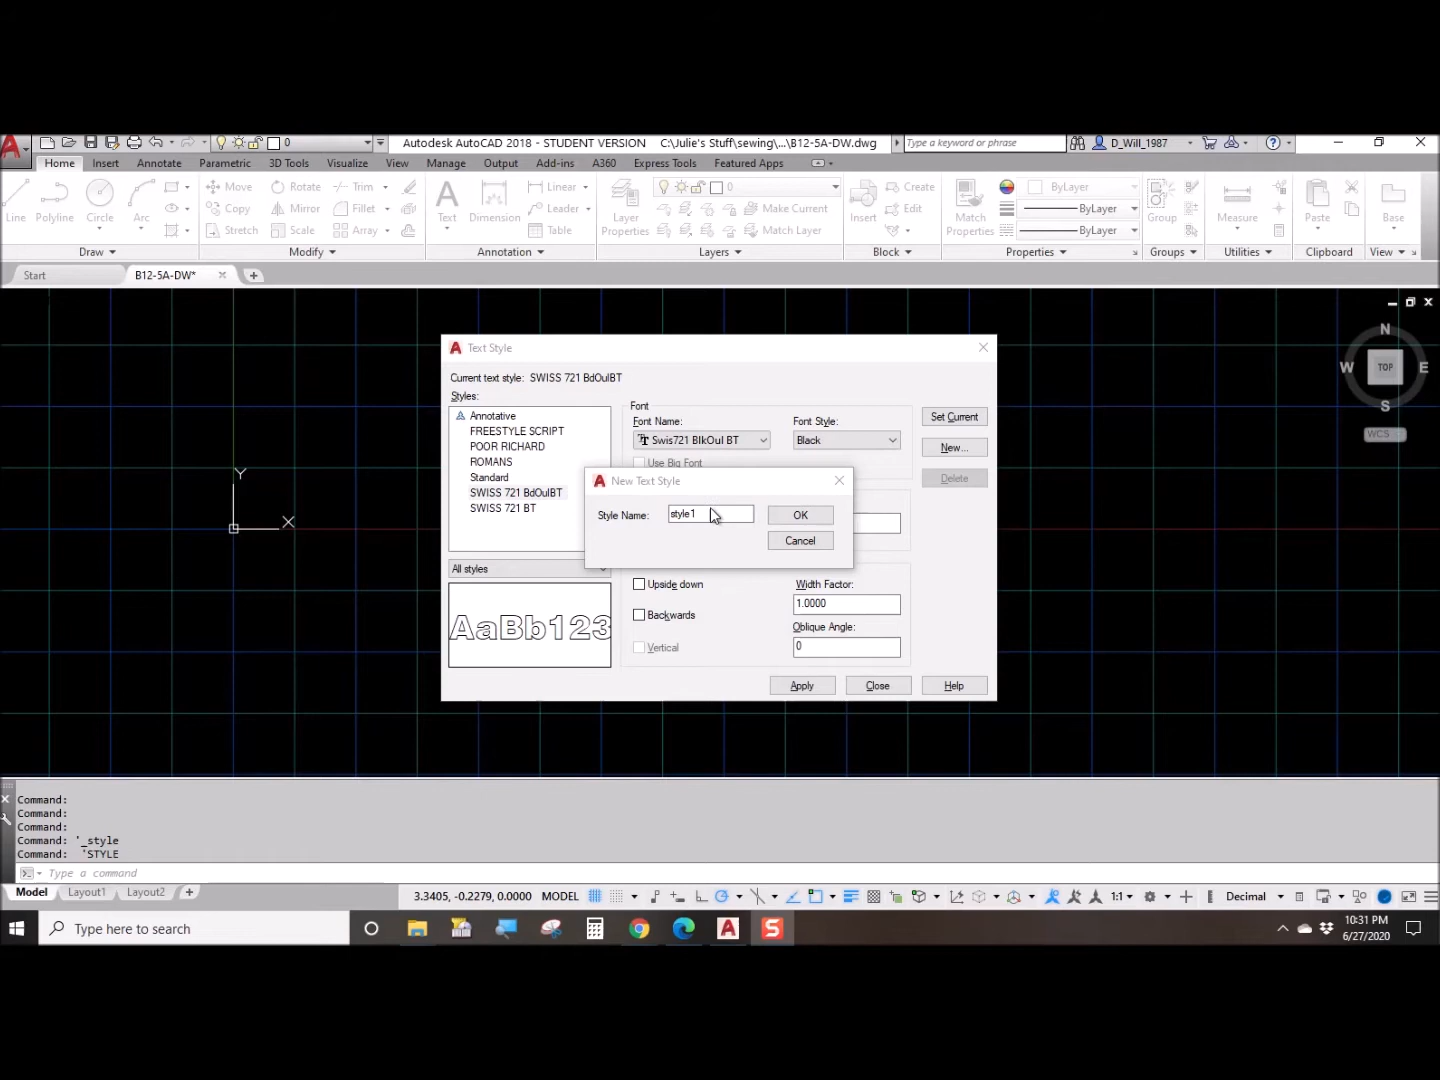 0 Autodesk AutoCAD 2018 - STUDENT VERSION C:\Julie's Stuff\sewing\...\B12-5A-DW.dwg Type a keyword or phrase D_Will_1987
Home Insert Annotate Parametric 3D Tools Visualize View Manage Output Add-ins A360 Express Tools Featured Apps
Move Rotate Trim Linear 0 Create ByLayer
Line Polyline Circle Arc Copy Mirror Fillet Text Dimension Leader Layer Properties Make Current Insert Edit Match Properties ByLayer Group Measure Paste Base
Stretch Scale Array Table Match Layer ByLayer
Draw Modify Annotation Layers Block Properties Groups Utilities Clipboard View
Start B12-5A-DW*
N
W TOP E
S
WCS
Y
X
Text Style
Current text style: SWISS 721 BdOulBT
Styles:
Annotative
FREESTYLE SCRIPT
POOR RICHARD
ROMANS
Standard
SWISS 721 BdOulBT
SWISS 721 BT
All styles
AaBb123
Font
Font Name:
Swis721 BlkOul BT
Font Style:
Black
Use Big Font
Set Current
New...
Delete
New Text Style
Style Name: style1
OK
Cancel
Upside down
Backwards
Vertical
Width Factor:
1.0000
Oblique Angle:
0
Apply Close Help
Command:
Command:
Command:
Command: '_style
Command: 'STYLE
Type a command
Model Layout1 Layout2 + 3.3405, -0.2279, 0.0000 MODEL 1:1 Decimal
Type here to search
10:31 PM
6/27/2020